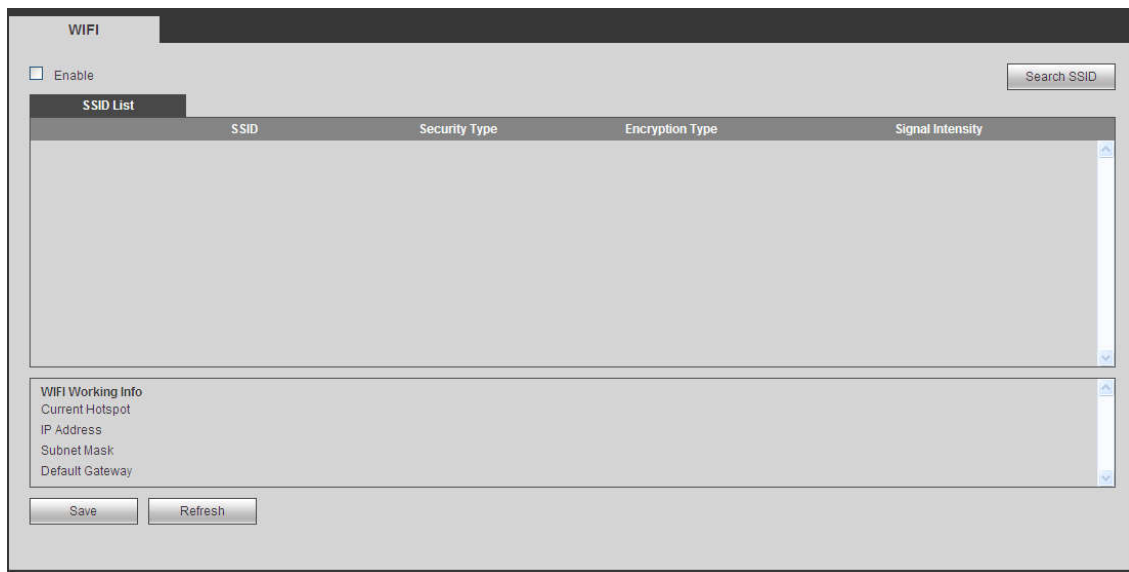 WIFI
Enable
Search SSID
SSID List
SSID Security Type Encryption Type Signal Intensity
WIFI Working Info
Current Hotspot
IP Address
Subnet Mask
Default Gateway
Save Refresh